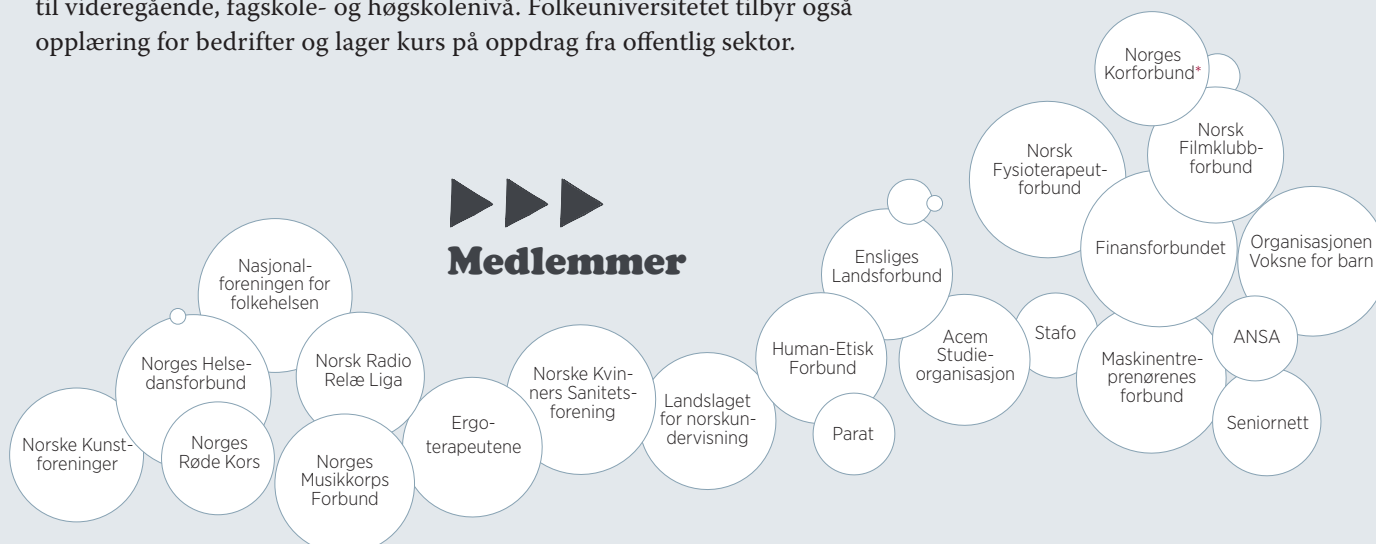 til videregående, fagskole- og høgskolenivå. Folkeuniversitetet tilbyr også
opplæring for bedrifter og lager kurs på oppdrag fra offentlig sektor.
Medlemmer
Norske Kunst-
foreninger
Norges Helse-
dansforbund
Nasjonal-
foreningen for
folkehelsen
Norges
Røde Kors
Norsk Radio
Relæ Liga
Norges
Musikkorps
Forbund
Ergo-
terapeutene
Norske Kvin-
ners Sanitets-
forening
Landslaget
for norskun-
dervisning
Human-Etisk
Forbund
Parat
Ensliges
Landsforbund
Acem
Studie-
organisasjon
Stafo
Norsk
Fysioterapeut-
forbund
Norges
Korforbund*
Norsk
Filmklubb-
forbund
Finansforbundet
Organisasjonen
Voksne for barn
Maskinentre-
prenørenes
forbund
ANSA
Seniornett